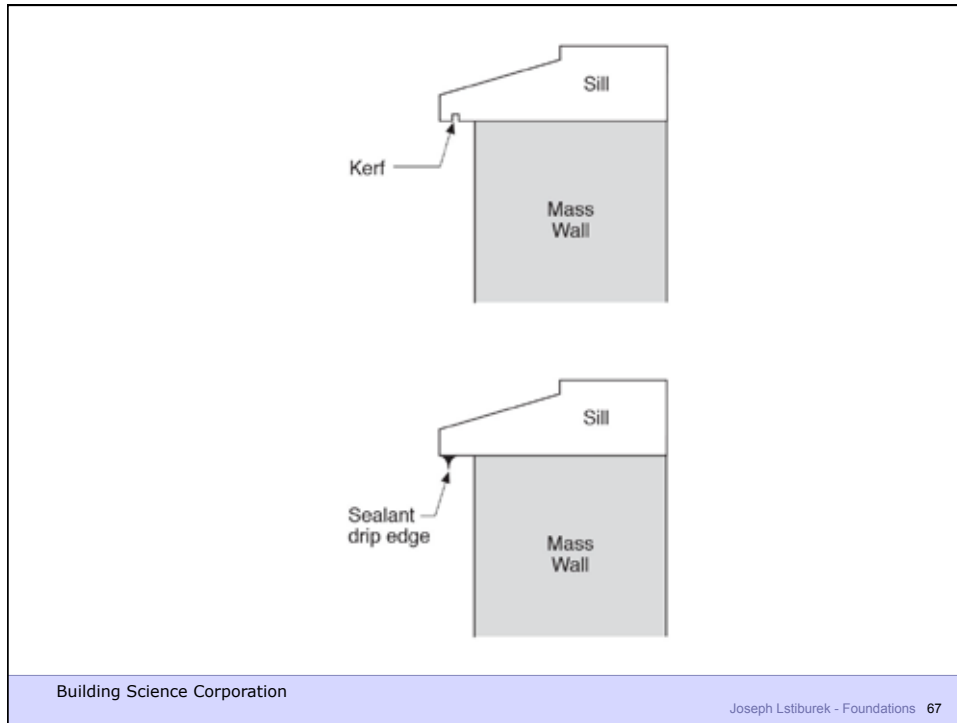 Sill
Kerf
Mass
Wall
Sill
Sealant
drip edge
Mass
Wall
Building Science Corporation
Joseph Lstiburek - Foundations 67